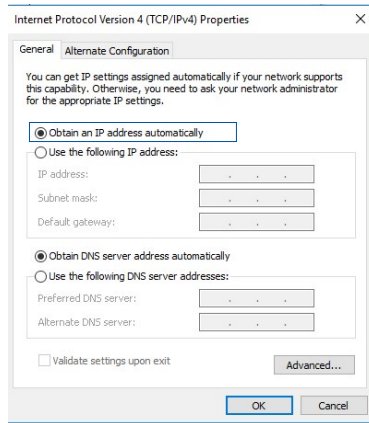 Internet Protocol Version 4 (TCP/IPv4) Properties
General
Alternate Configuration
You can get IP settings assigned automatically if your network supports
this capability. Otherwise, you need to ask your network administrator
for the appropriate IP settings.
Obtain an IP address automatically
Use the following IP address:
IP address:
Subnet mask:
Default gateway:
Obtain DNS server address automatically
Use the following DNS server addresses:
Preferred DNS server:
Alternate DNS server:
Validate settings upon exit
Advanced...
OK
Cancel